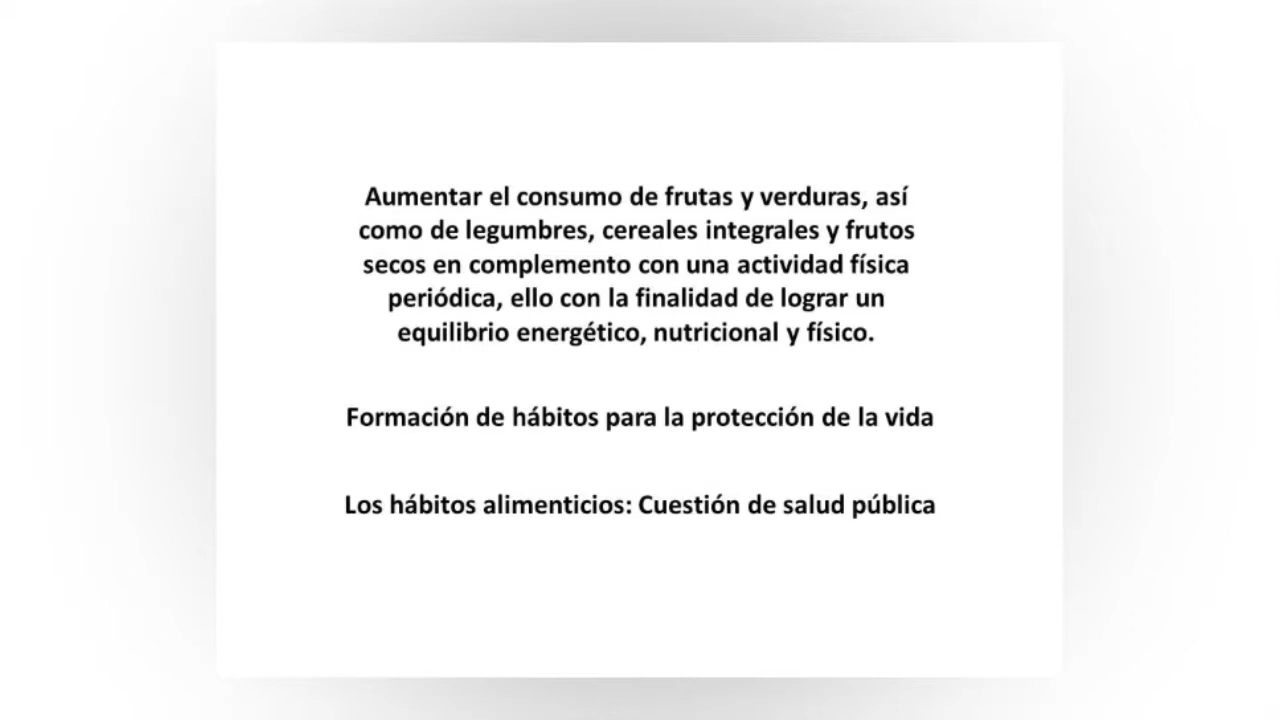 Aumentar el consumo de frutas y verduras, así
como de legumbres, cereales integrales y frutos
secos en complemento con una actividad física
periódica, ello con la finalidad de lograr un
equilibrio energético, nutricional y físico.
Formación de hábitos para la protección de la vida
Los hábitos alimenticios: Cuestión de salud pública